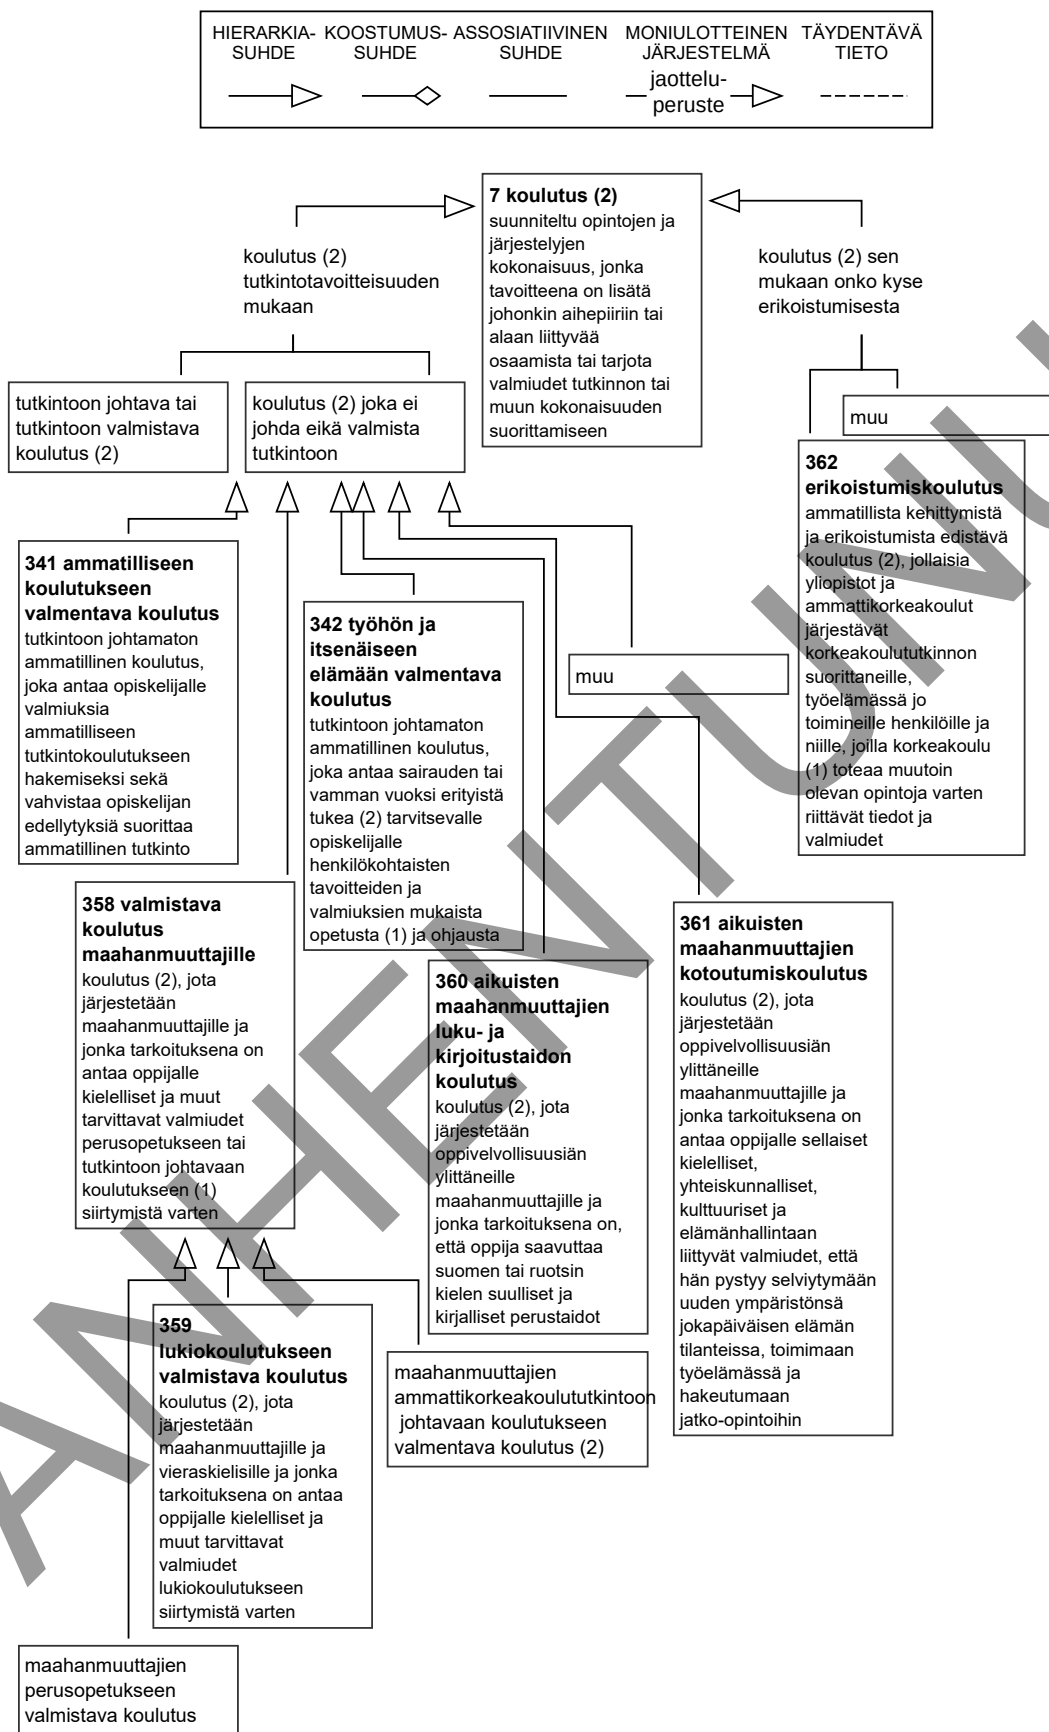 HIERARKIA-
SUHDE
KOOSTUMUS-
SUHDE
ASSOSIATIIVINEN
SUHDE
MONIULOTTEINEN
JÄRJESTELMÄ
TÄYDENTÄVÄ
TIETO
jaottelu-
peruste
7 koulutus (2)
suunniteltu opintojen ja
järjestelyjen
kokonaisuus, jonka
tavoitteena on lisätä
johonkin aihepiiriin tai
alaan liittyvää
osaamista tai tarjota
valmiudet tutkinnon tai
muun kokonaisuuden
suorittamiseen
koulutus (2)
tutkintotavoitteisuuden
mukaan
koulutus (2) sen
mukaan onko kyse
erikoistumisesta
tutkintoon johtava tai
tutkintoon valmistava
koulutus (2)
koulutus (2) joka ei
johda eikä valmista
tutkintoon
muu
362
erikoistumiskoulutus
ammatillista kehittymistä
ja erikoistumista edistävä
koulutus (2), jollaisia
yliopistot ja
ammattikorkeakoulut
järjestävät
korkeakoulututkinnon
suorittaneille,
työelämässä jo
toimineille henkilöille ja
niille, joilla korkeakoulu
(1) toteaa muutoin
olevan opintoja varten
riittävät tiedot ja
valmiudet
341 ammatilliseen
koulutukseen
valmentava koulutus
tutkintoon johtamaton
ammatillinen koulutus,
joka antaa opiskelijalle
valmiuksia
ammatilliseen
tutkintokoulutukseen
hakemiseksi sekä
vahvistaa opiskelijan
edellytyksiä suorittaa
ammatillinen tutkinto
342 työhön ja
itsenäiseen
elämään valmentava
koulutus
tutkintoon johtamaton
ammatillinen koulutus,
joka antaa sairauden tai
vamman vuoksi erityistä
tukea (2) tarvitsevalle
opiskelijalle
henkilökohtaisten
tavoitteiden ja
valmiuksien mukaista
opetusta (1) ja ohjausta
muu
358 valmistava
koulutus
maahanmuuttajille
koulutus (2), jota
järjestetään
maahanmuuttajille ja
jonka tarkoituksena on
antaa oppijalle
kielelliset ja muut
tarvittavat valmiudet
perusopetukseen tai
tutkintoon johtavaan
koulutukseen (1)
siirtymistä varten
360 aikuisten
maahanmuuttajien
luku- ja
kirjoitustaidon
koulutus
koulutus (2), jota
järjestetään
oppivelvollisuusiän
ylittäneille
maahanmuuttajille ja
jonka tarkoituksena on,
että oppija saavuttaa
suomen tai ruotsin
kielen suulliset ja
kirjalliset perustaidot
361 aikuisten
maahanmuuttajien
kotoutumiskoulutus
koulutus (2), jota
järjestetään
oppivelvollisuusiän
ylittäneille
maahanmuuttajille ja
jonka tarkoituksena on
antaa oppijalle sellaiset
kielelliset,
yhteiskunnalliset,
kulttuuriset ja
elämänhallintaan
liittyvät valmiudet, että
hän pystyy selviytymään
uuden ympäristönsä
jokapäiväisen elämän
tilanteissa, toimimaan
työelämässä ja
hakeutumaan
jatko-opintoihin
359
lukiokoulutukseen
valmistava koulutus
koulutus (2), jota
järjestetään
maahanmuuttajille ja
vieraskielisille ja jonka
tarkoituksena on antaa
oppijalle kielelliset ja
muut tarvittavat
valmiudet
lukiokoulutukseen
siirtymistä varten
maahanmuuttajien
ammattikorkeakoulututkintoon
johtavaan koulutukseen
valmentava koulutus (2)
maahanmuuttajien
perusopetukseen
valmistava koulutus
ANHENTUNU